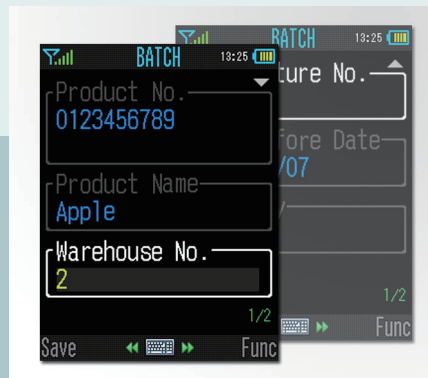 BATCH 13:25
Product No.
0123456789
Product Name
Apple
Warehouse No.
2
1/2
Save Func
BATCH 13:25
ture No.
fore Date
/07
1/2
Func